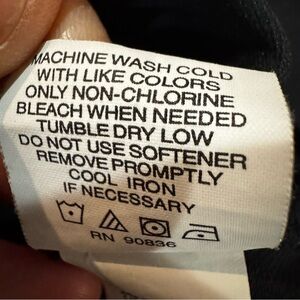 MACHINE WASH COLD
WITH LIKE COLORS
ONLY NON-CHLORINE
BLEACH WHEN NEEDED
TUMBLE DRY LOW
DO NOT USE SOFTENER
REMOVE PROMPTLY
COOL IRON
IF NECESSARY
RN 90836